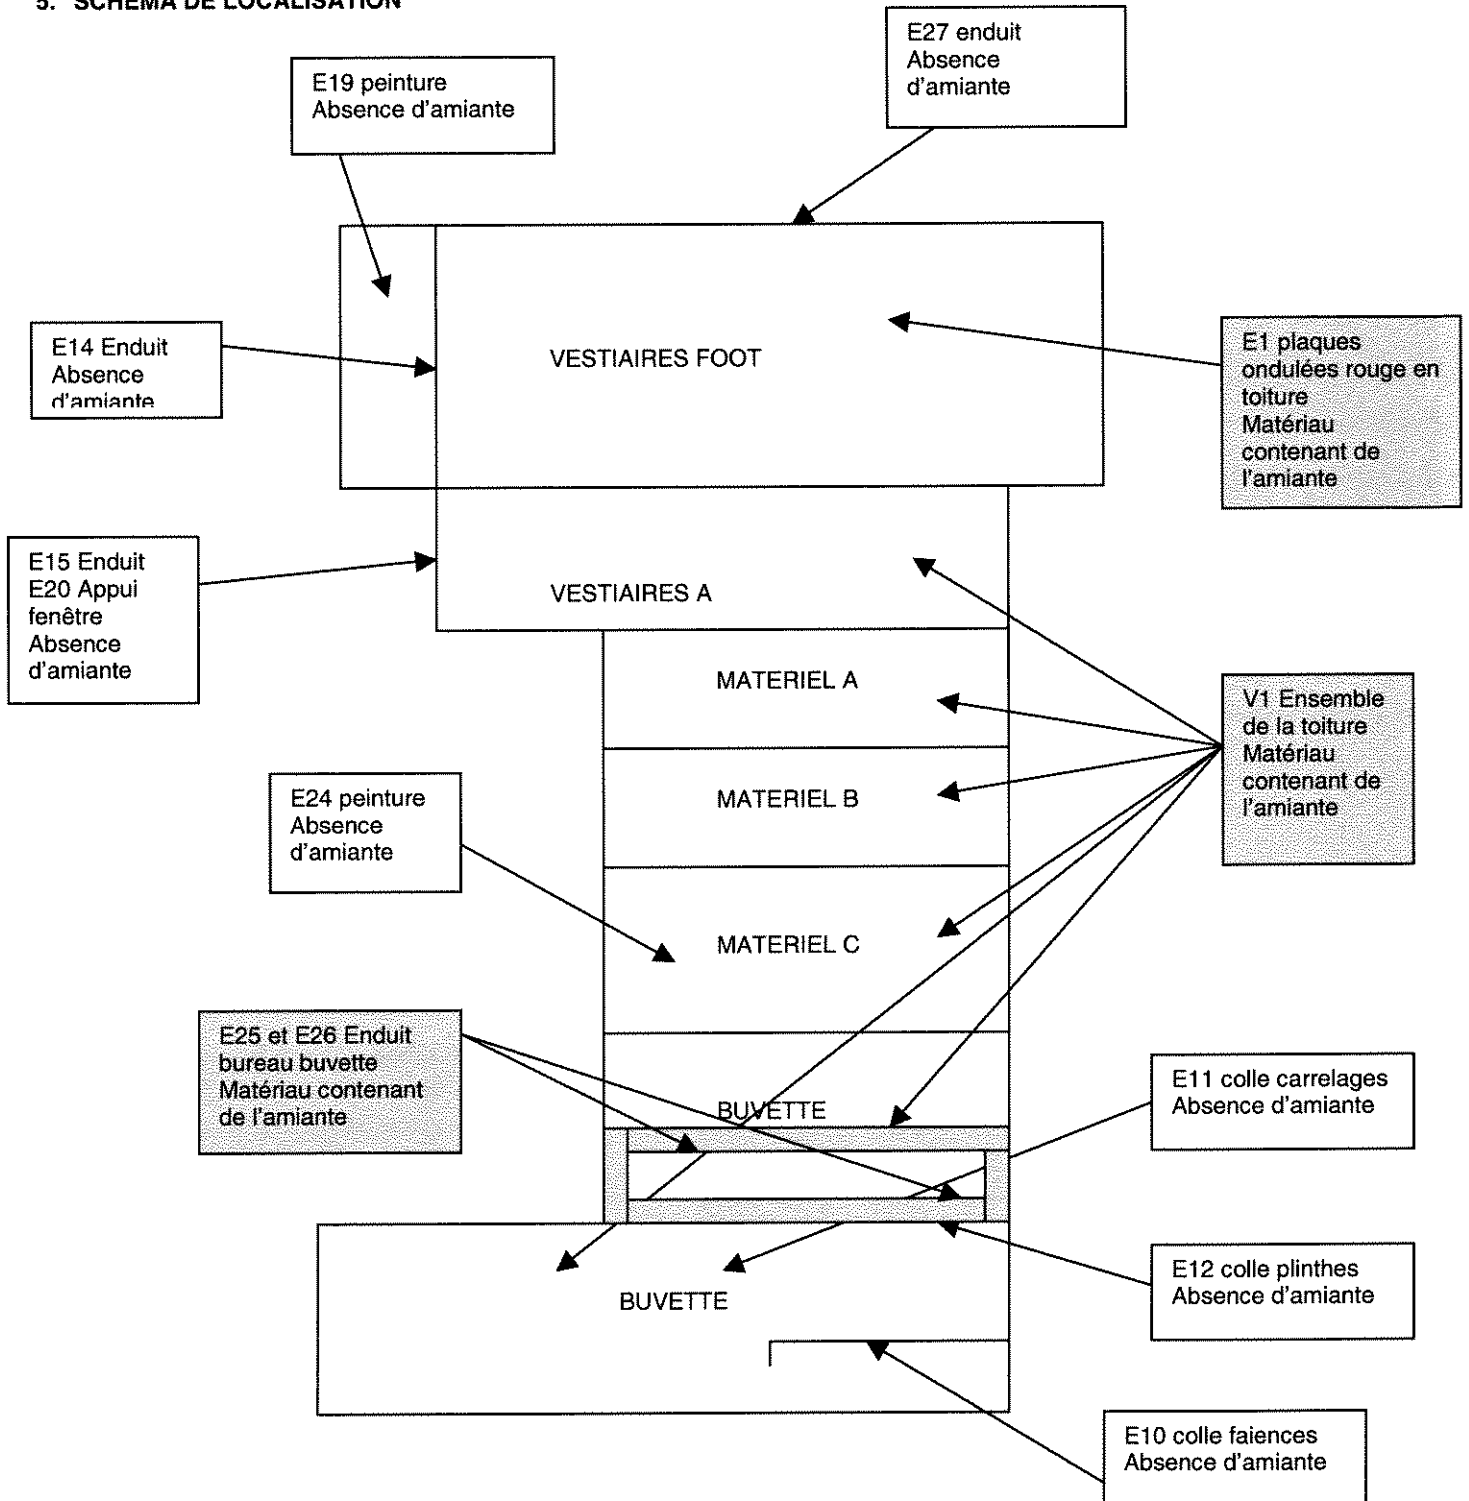 5. SCHEMA DE LOCALISATION
E27 enduit
Absence
d'amiante
E19 peinture
Absence d'amiante
E14 Enduit
Absence
d'amiante
VESTIAIRES FOOT
E1 plaques
ondulées rouge en
toiture
Matériau
contenant de
l'amiante
E15 Enduit
E20 Appui
fenêtre
Absence
d'amiante
VESTIAIRES A
MATERIEL A
V1 Ensemble
de la toiture
Matériau
contenant de
l'amiante
MATERIEL B
E24 peinture
Absence
d'amiante
MATERIEL C
E25 et E26 Enduit
bureau buvette
Matériau contenant
de l'amiante
BUVETTE
E11 colle carrelages
Absence d'amiante
E12 colle plinthes
Absence d'amiante
BUVETTE
E10 colle faiences
Absence d'amiante